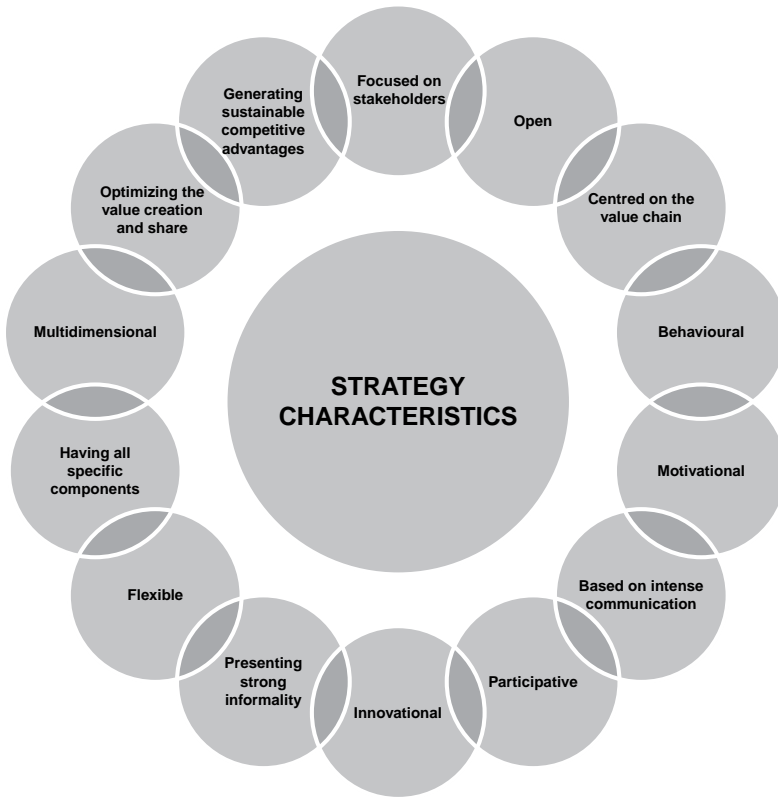 Focused on
stakeholders
Open
Centred on the
value chain
Behavioural
Motivational
Based on intense
communication
Participative
Innovational
Presenting
strong
informality
Flexible
Having all
specific
components
Multidimensional
Optimizing the
value creation
and share
Generating
sustainable
competitive
advantages
STRATEGY
CHARACTERISTICS